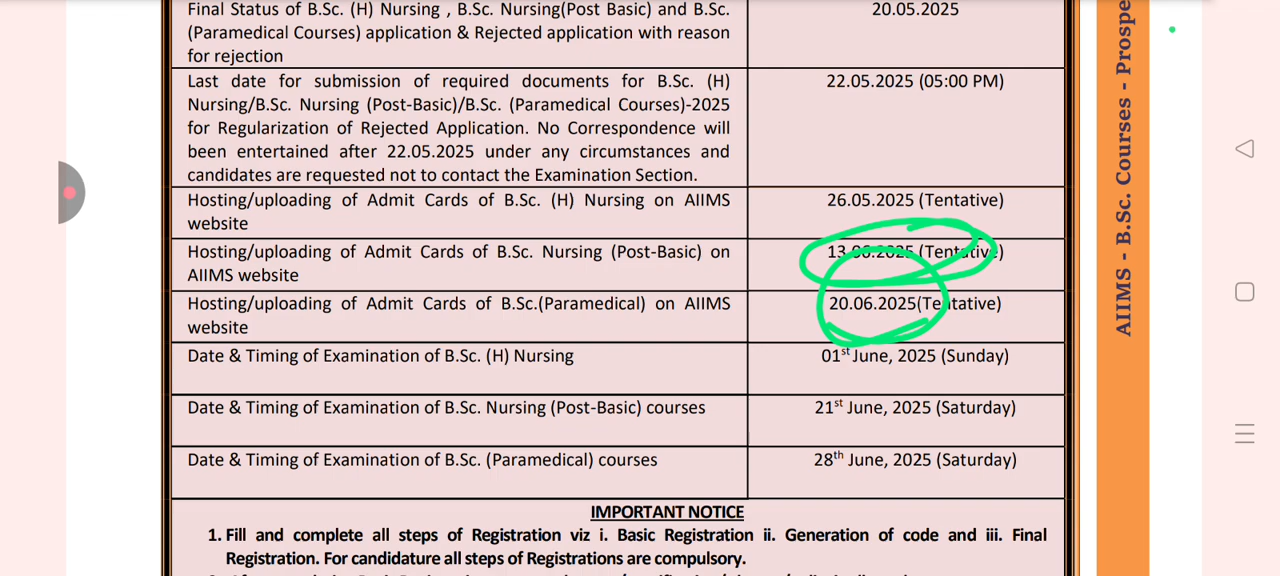 Final Status of B.Sc. (H) Nursing , B.Sc. Nursing(Post Basic) and B.Sc.
(Paramedical Courses) application & Rejected application with reason
for rejection
20.05.2025
Last date for submission of required documents for B.Sc. (H)
Nursing/B.Sc. Nursing (Post-Basic)/B.Sc. (Paramedical Courses)-2025
for Regularization of Rejected Application. No Correspondence will
been entertained after 22.05.2025 under any circumstances and
candidates are requested not to contact the Examination Section.
22.05.2025 (05:00 PM)
Hosting/uploading of Admit Cards of B.Sc. (H) Nursing on AIIMS
website
26.05.2025 (Tentative)
Hosting/uploading of Admit Cards of B.Sc. Nursing (Post-Basic) on
AIIMS website
13.06.2025 (Tentative)
Hosting/uploading of Admit Cards of B.Sc.(Paramedical) on AIIMS
website
20.06.2025(Tentative)
Date & Timing of Examination of B.Sc. (H) Nursing
01st June, 2025 (Sunday)
Date & Timing of Examination of B.Sc. Nursing (Post-Basic) courses
21st June, 2025 (Saturday)
Date & Timing of Examination of B.Sc. (Paramedical) courses
28th June, 2025 (Saturday)
IMPORTANT NOTICE
1. Fill and complete all steps of Registration viz i. Basic Registration ii. Generation of code and iii. Final
Registration. For candidature all steps of Registrations are compulsory.
AIIMS - B.Sc. Courses - Prospe